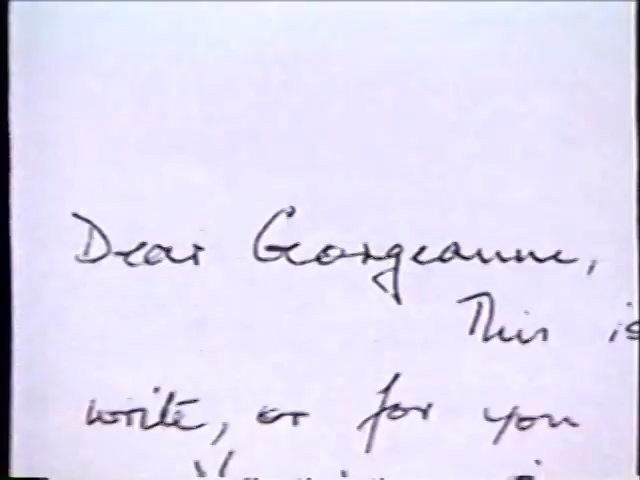 Dear Georgeanne,
This is
write, or for you